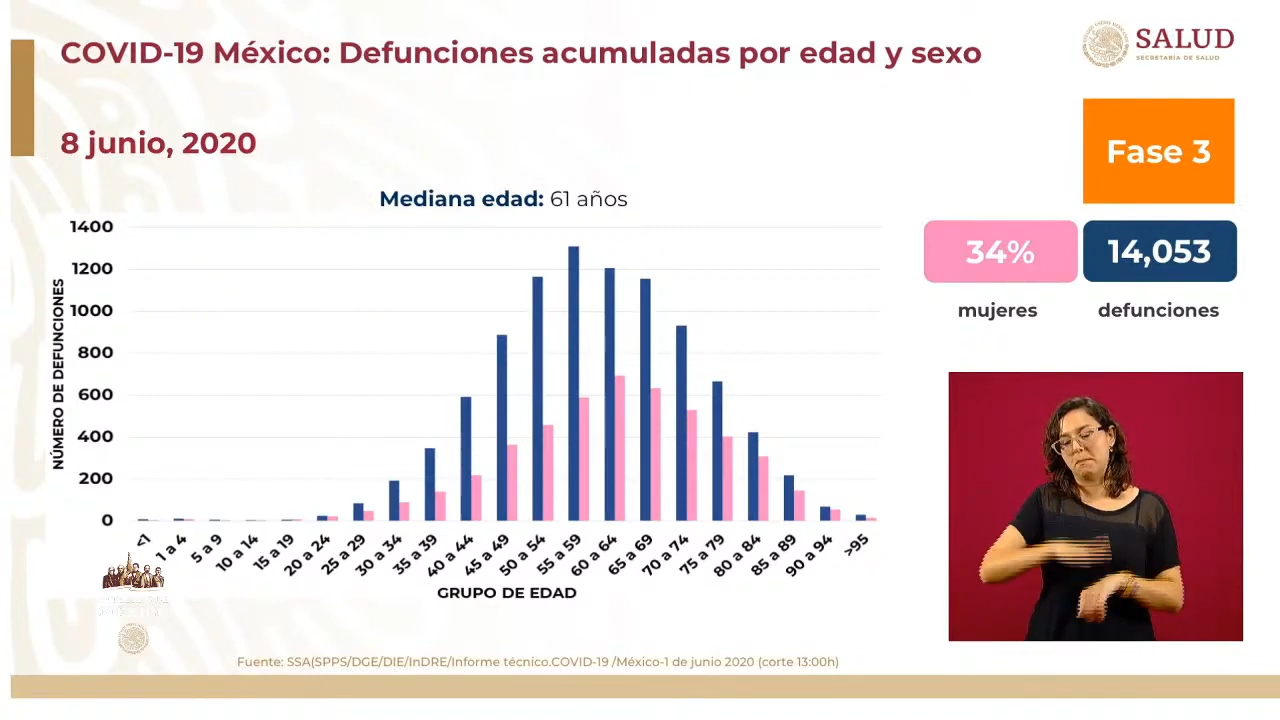 COVID-19 México: Defunciones acumuladas por edad y sexo
SALUD
SECRETARÍA DE SALUD
8 junio, 2020
Fase 3
Mediana edad: 61 años
34%
mujeres
14,053
defunciones
NÚMERO DE DEFUNCIONES
1400
1200
1000
800
600
400
200
0
<1
1 a 4
5 a 9
10 a 14
15 a 19
20 a 24
25 a 29
30 a 34
35 a 39
40 a 44
45 a 49
50 a 54
55 a 59
60 a 64
65 a 69
70 a 74
75 a 79
80 a 84
85 a 89
90 a 94
>95
GRUPO DE EDAD
Fuente: SSA(SPPS/DGE/DIE/InDRE/Informe técnico.COVID-19 /México-1 de junio 2020 (corte 13:00h)